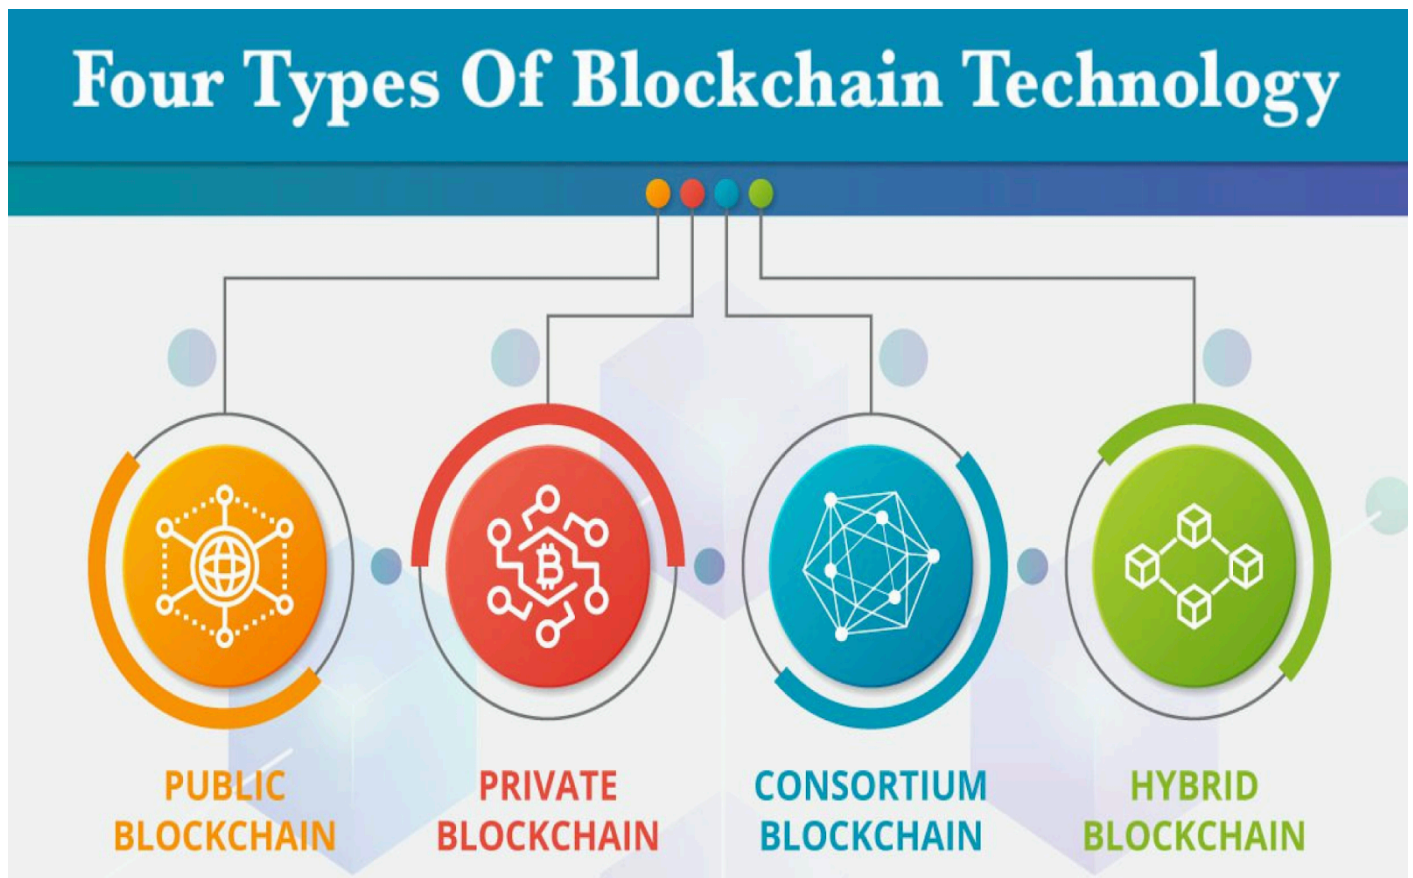 Four Types Of Blockchain Technology
PUBLIC
BLOCKCHAIN
PRIVATE
BLOCKCHAIN
CONSORTIUM
BLOCKCHAIN
HYBRID
BLOCKCHAIN